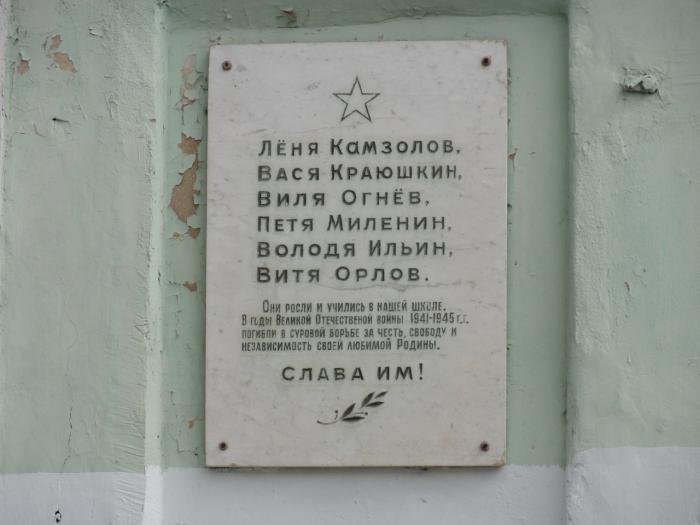 Лёня Камзолов,
Вася Краюшкин,
Виля Огнёв,
Петя Миленин,
Володя Ильин,
Витя Орлов.
Они росли и учились в нашей школе.
В годы Великой Отечественой войны 1941-1945 г.г.
погибли в суровой борьбе за честь, свободу и
независимость своей любимой Родины.
Слава им!